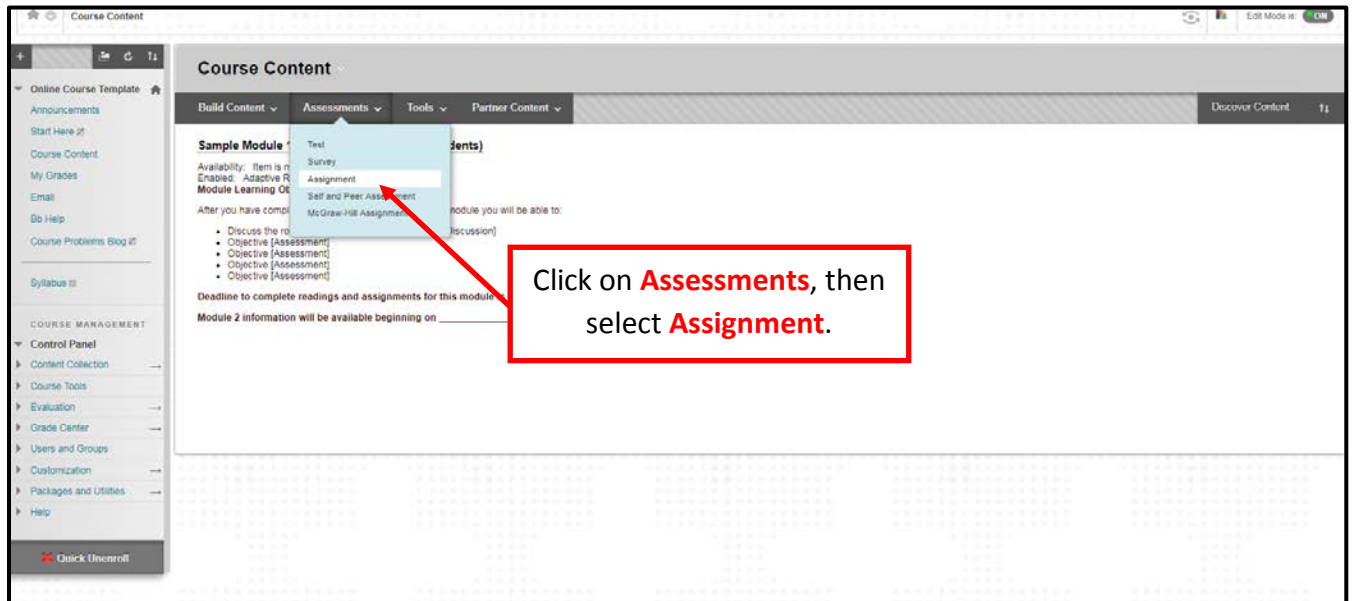 Course Content
Edit Mode is: ON
Course Content
Online Course Template
Announcements
Start Here
Course Content
My Grades
Email
Bb Help
Course Problems Blog
Syllabus
COURSE MANAGEMENT
Control Panel
Content Collection
Course Tools
Evaluation
Grade Center
Users and Groups
Customization
Packages and Utilities
Help
Quick Unenroll
Build Content
Assessments
Tools
Partner Content
Discover Content
Test
Survey
Assignment
Self and Peer Assessment
McGraw-Hill Assignment
Sample Module
Availability: Item is
Enabled: Adaptive
Module Learning
After you have module you will be able to:
Discuss the
Objective [Assessment]
Objective [Assessment]
Objective [Assessment]
Objective [Assessment]
Deadline to complete readings and assignments for this module
Module 2 information will be available beginning on
Click on Assessments, then
select Assignment.